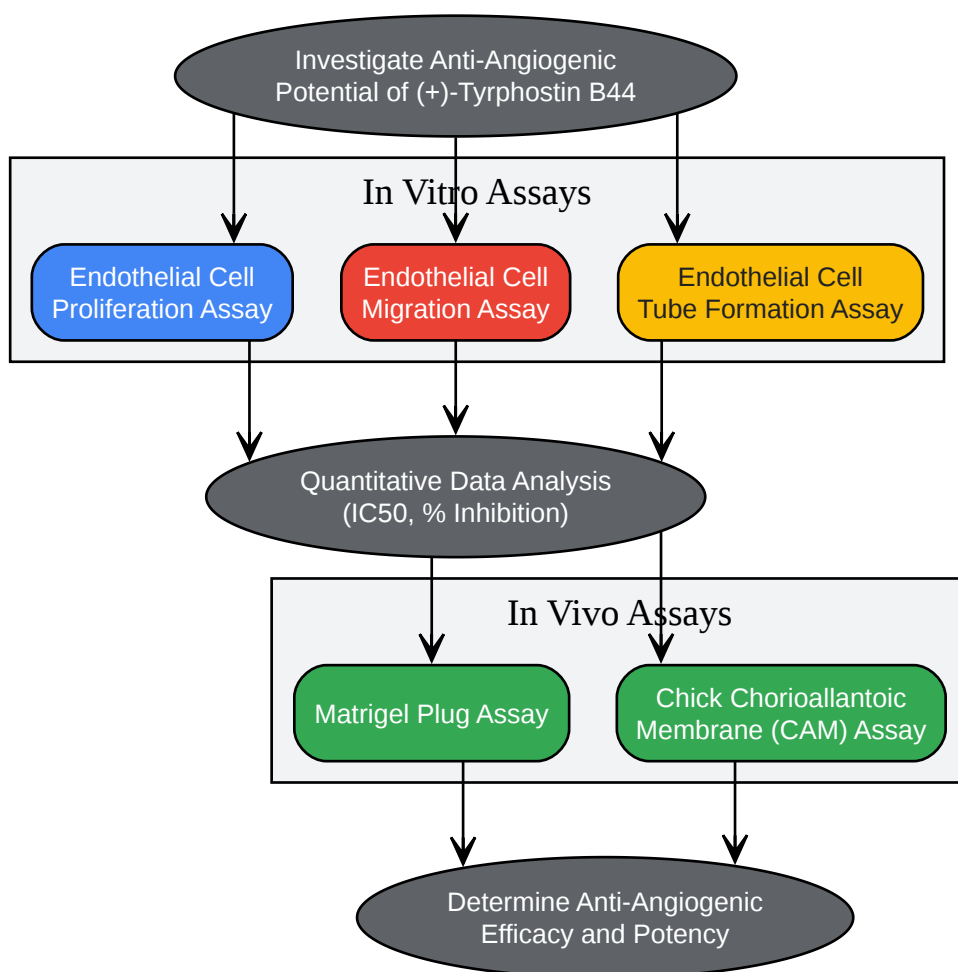 Investigate Anti-Angiogenic
Potential of (+)-Tyrphostin B44
In Vitro Assays
Endothelial Cell
Proliferation Assay
Endothelial Cell
Migration Assay
Endothelial Cell
Tube Formation Assay
Quantitative Data Analysis
(IC50, % Inhibition)
In Vivo Assays
Matrigel Plug Assay
Chick Chorioallantoic
Membrane (CAM) Assay
Determine Anti-Angiogenic
Efficacy and Potency